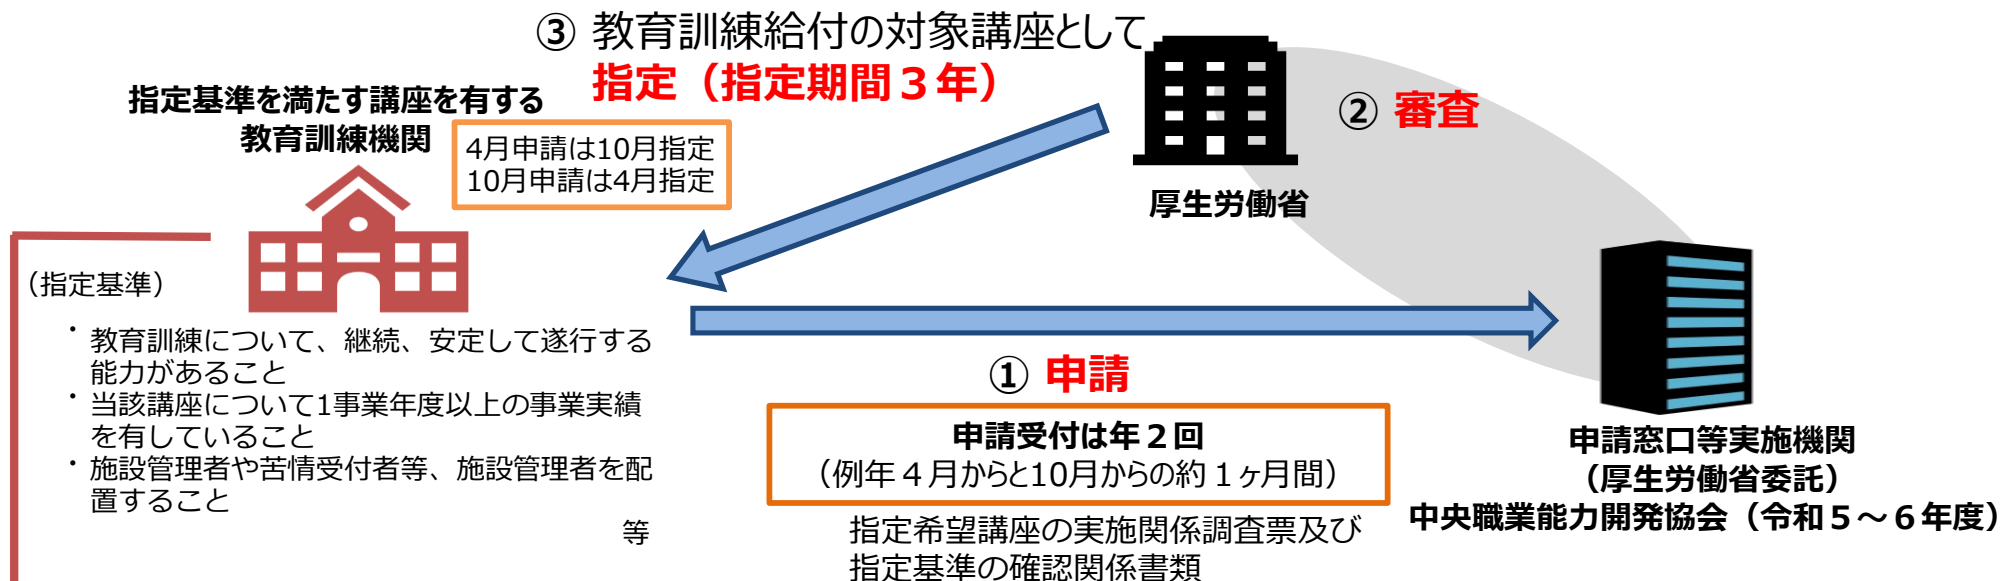 ③ 教育訓練給付の対象講座として
指定（指定期間３年）
指定基準を満たす講座を有する
教育訓練機関
4月申請は10月指定
10月申請は4月指定
② 審査
厚生労働省
（指定基準）
・教育訓練について、継続、安定して遂行する
能力があること
・当該講座について1事業年度以上の事業実績
を有していること
・施設管理者や苦情受付者等、施設管理者を配
置すること
等
① 申請
申請受付は年２回
（例年４月からと10月からの約１ヶ月間）
指定希望講座の実施関係調査票及び
指定基準の確認関係書類
申請窓口等実施機関
（厚生労働省委託）
中央職業能力開発協会（令和５～６年度）